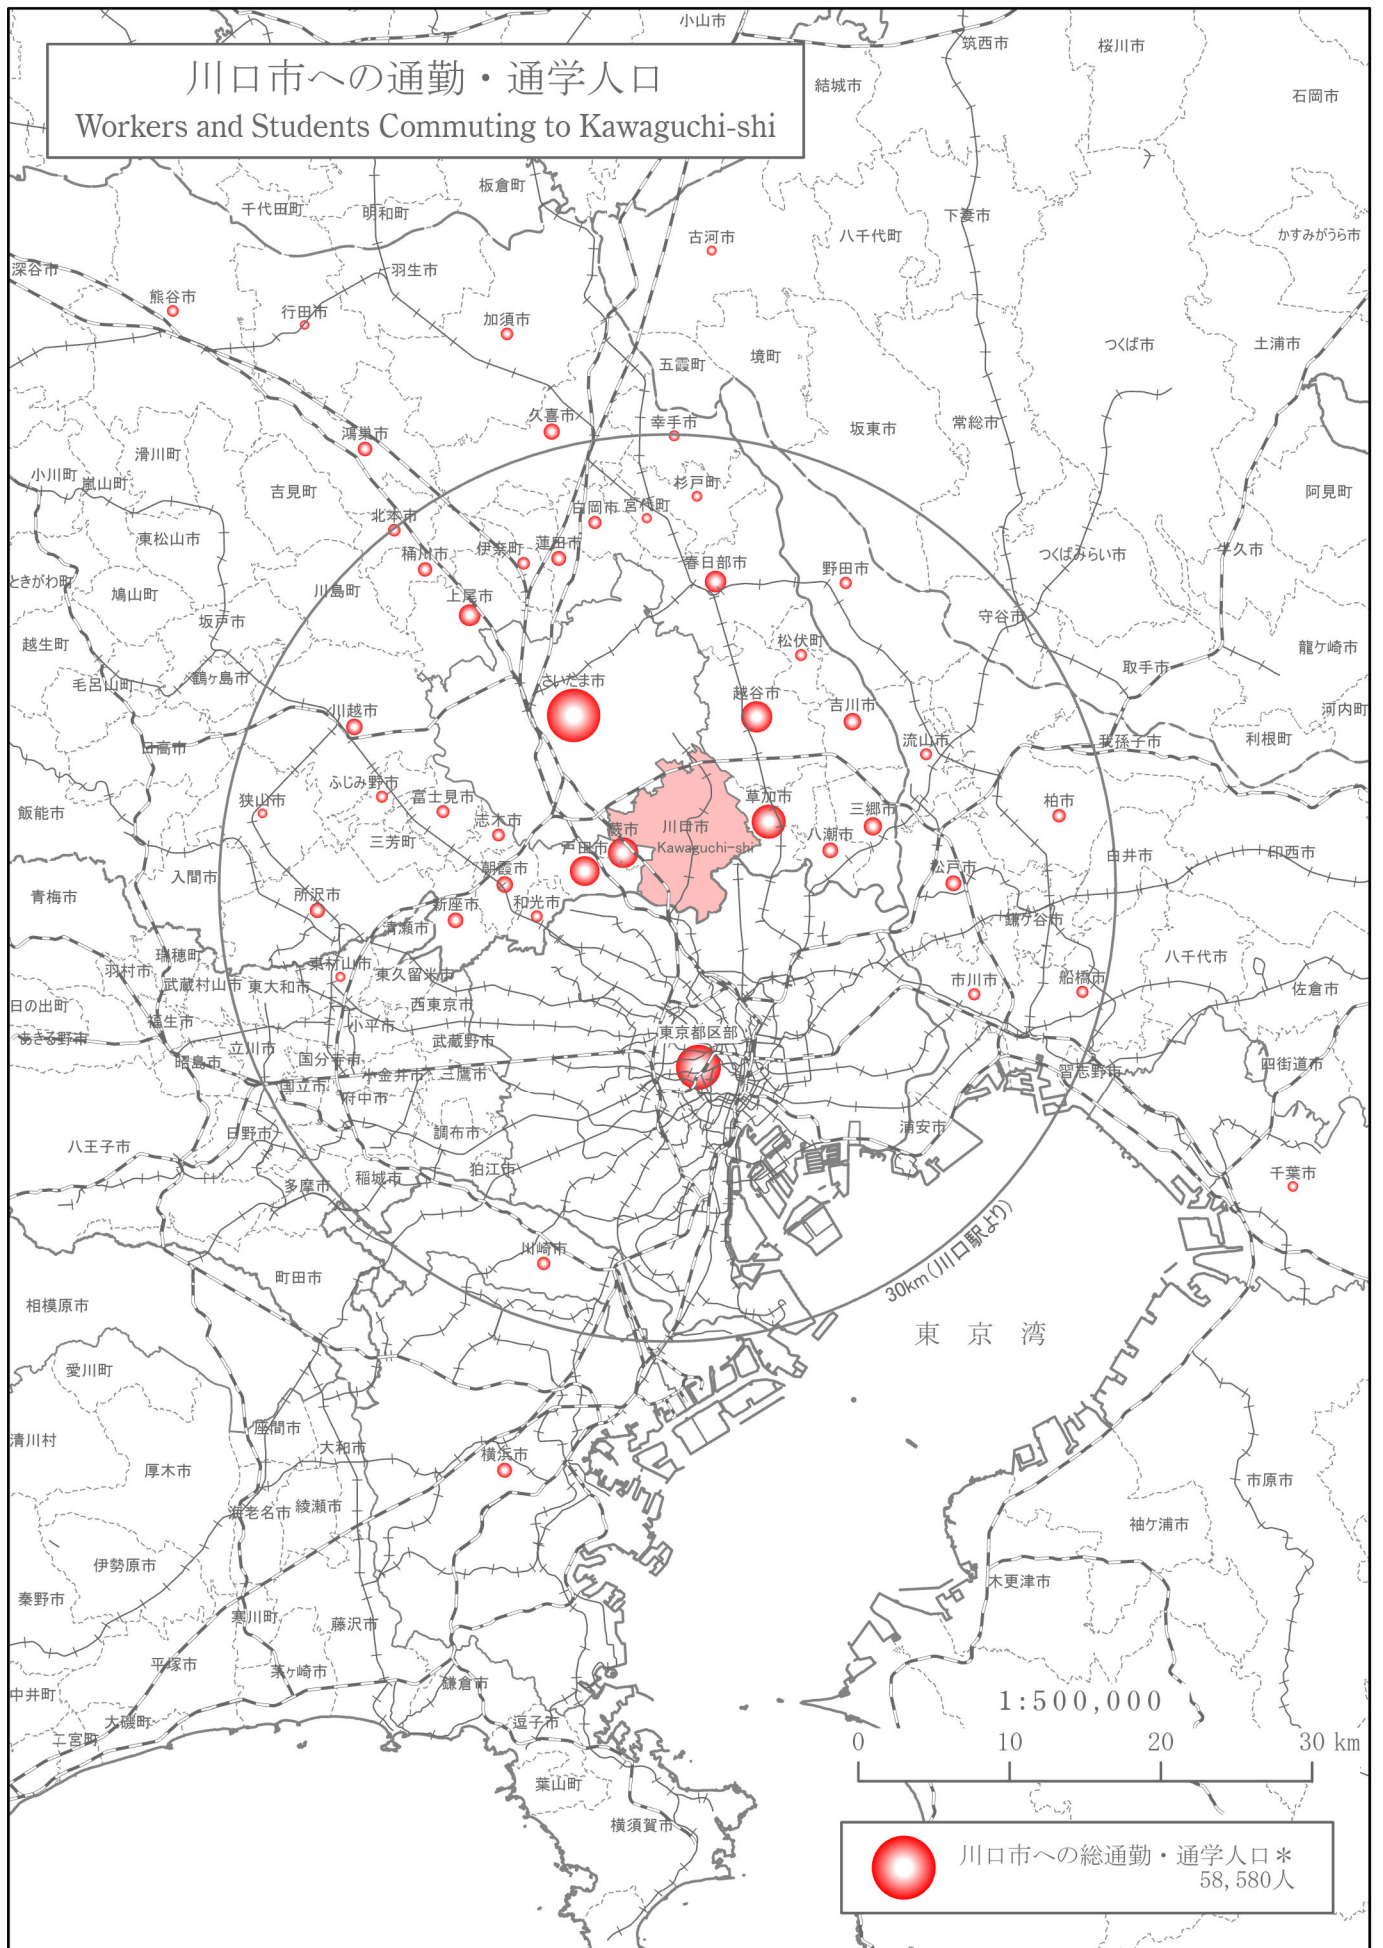 川口市への通勤・通学人口
Workers and Students Commuting to Kawaguchi-shi
小山市
筑西市
桜川市
結城市
石岡市
板倉町
千代田町
明和町
下妻市
古河市
八千代町
かすみがうら市
深谷市
羽生市
熊谷市
行田市
加須市
つくば市
土浦市
境町
五霞町
久喜市
幸手市
常総市
坂東市
鴻巣市
滑川町
小川町
嵐山町
吉見町
杉戸町
阿見町
白岡市
宮代町
北本市
東松山市
蓮田市
伊奈町
桶川市
春日部市
野田市
つくばみらい市
牛久市
ときがわ町
鳩山町
川島町
上尾市
坂戸市
守谷市
越生町
松伏町
龍ケ崎市
取手市
毛呂山町
鶴ヶ島市
さいたま市
越谷市
吉川市
川越市
河内町
日高市
流山市
我孫子市
利根町
ふじみ野市
狭山市
富士見市
草加市
三郷市
柏市
飯能市
志木市
蕨市
川口市
Kawaguchi-shi
三芳町
戸田市
八潮市
白井市
印西市
入間市
朝霞市
松戸市
青梅市
所沢市
新座市
和光市
鎌ケ谷市
清瀬市
瑞穂町
羽村市
東村山市
東久留米市
八千代市
武蔵村山市
東大和市
市川市
船橋市
佐倉市
日の出町
西東京市
福生市
小平市
東京都区部
あきる野市
立川市
武蔵野市
昭島市
国分寺市
四街道市
小金井市
三鷹市
習志野市
国立市
府中市
日野市
調布市
浦安市
八王子市
狛江市
稲城市
多摩市
千葉市
30km(川口駅より)
川崎市
町田市
相模原市
東京湾
愛川町
座間市
清川村
大和市
横浜市
厚木市
市原市
海老名市
綾瀬市
袖ケ浦市
伊勢原市
木更津市
秦野市
寒川町
藤沢市
平塚市
茅ヶ崎市
鎌倉市
中井町
1:500,000
大磯町
逗子市
二宮町
0 10 20 30 km
葉山町
横須賀市
川口市への総通勤・通学人口＊
58,580人